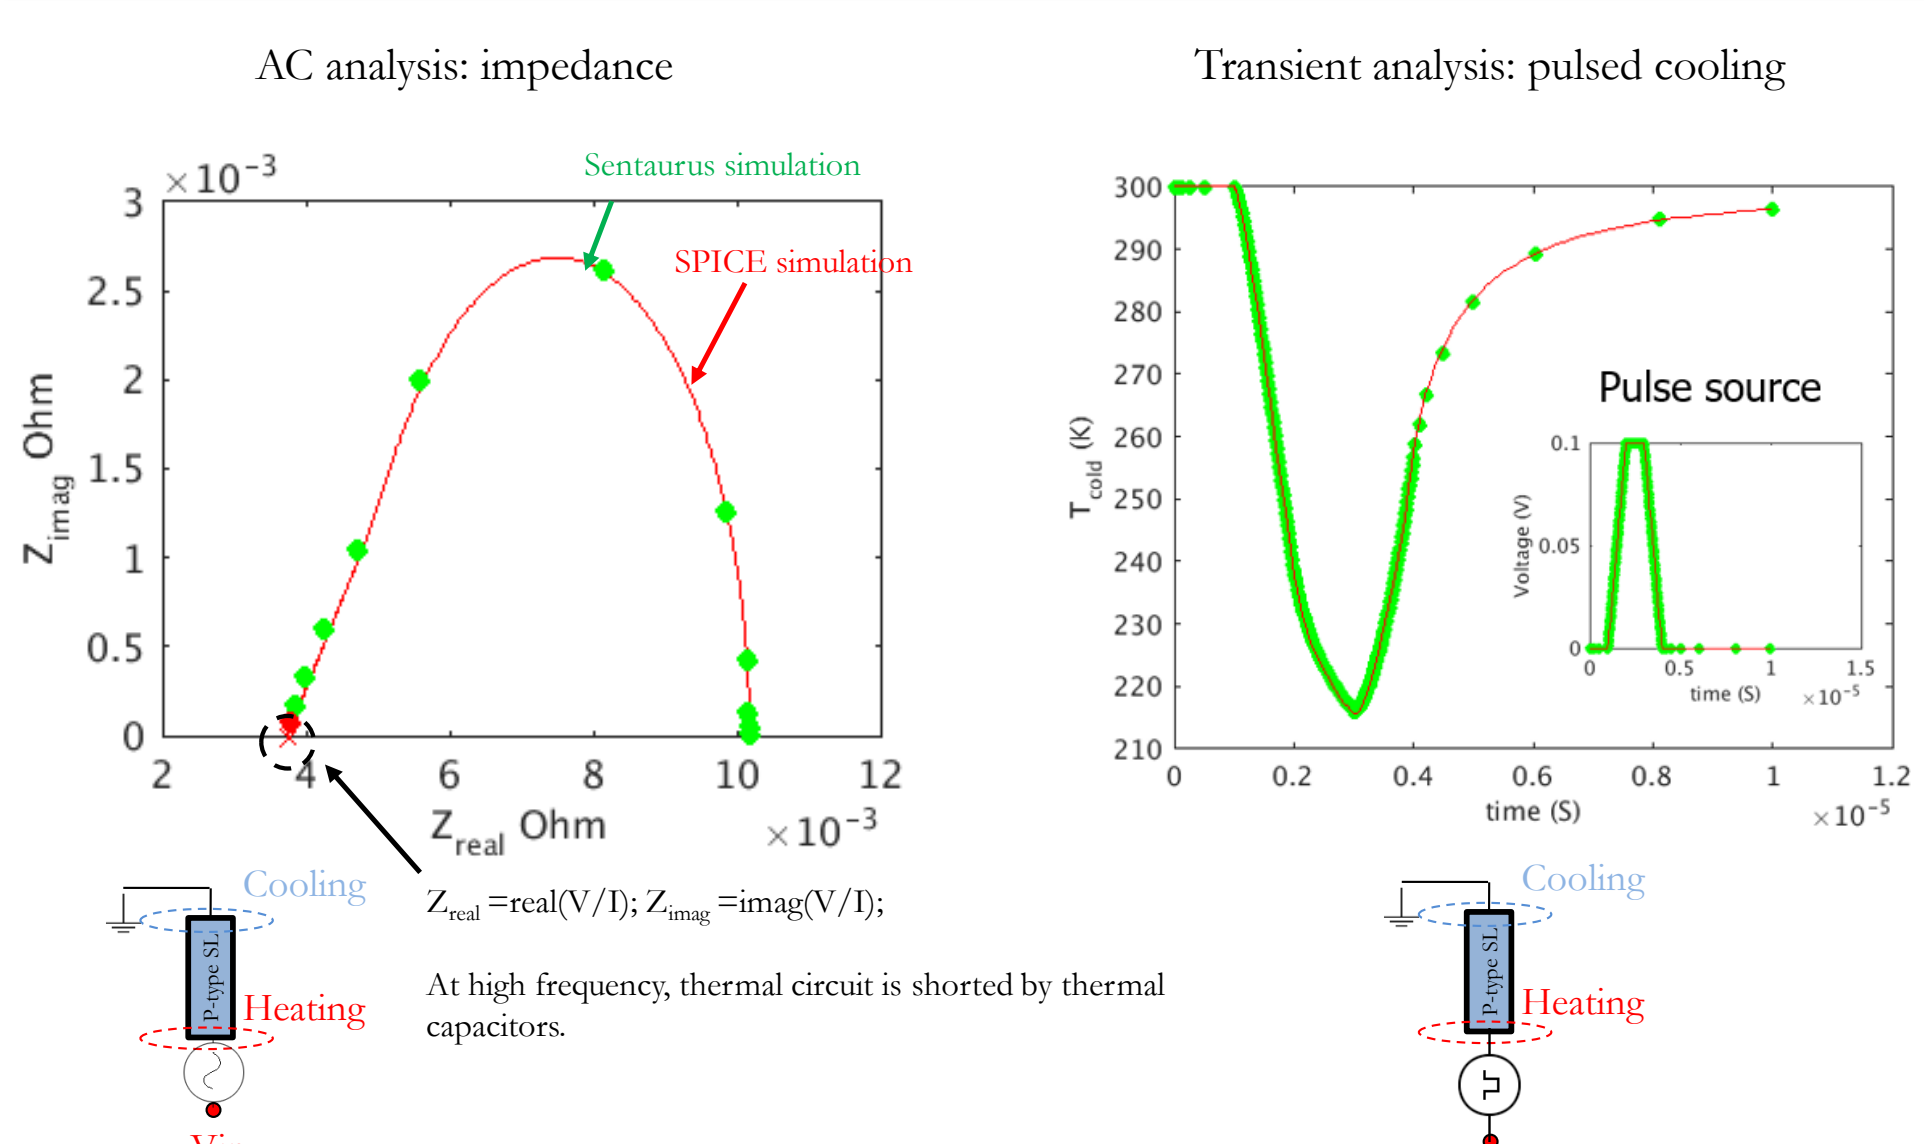 AC analysis: impedance
Transient analysis: pulsed cooling
×10⁻³
Sentaurus simulation
SPICE simulation
3
2.5
2
1.5
1
0.5
0
Z_imag Ohm
2 4 6 8 10 12
Z_real Ohm ×10⁻³
300
290
280
270
260
250
240
230
220
210
T_cold (K)
0 0.2 0.4 0.6 0.8 1 1.2
time (S) ×10⁻⁵
Pulse source
0.1
0.05
0
Voltage (V)
0 0.5 1 1.5
time (S) ×10⁻⁵
Cooling
P-type SL
Heating
Z_real =real(V/I); Z_imag =imag(V/I);
At high frequency, thermal circuit is shorted by thermal
capacitors.
Cooling
P-type SL
Heating